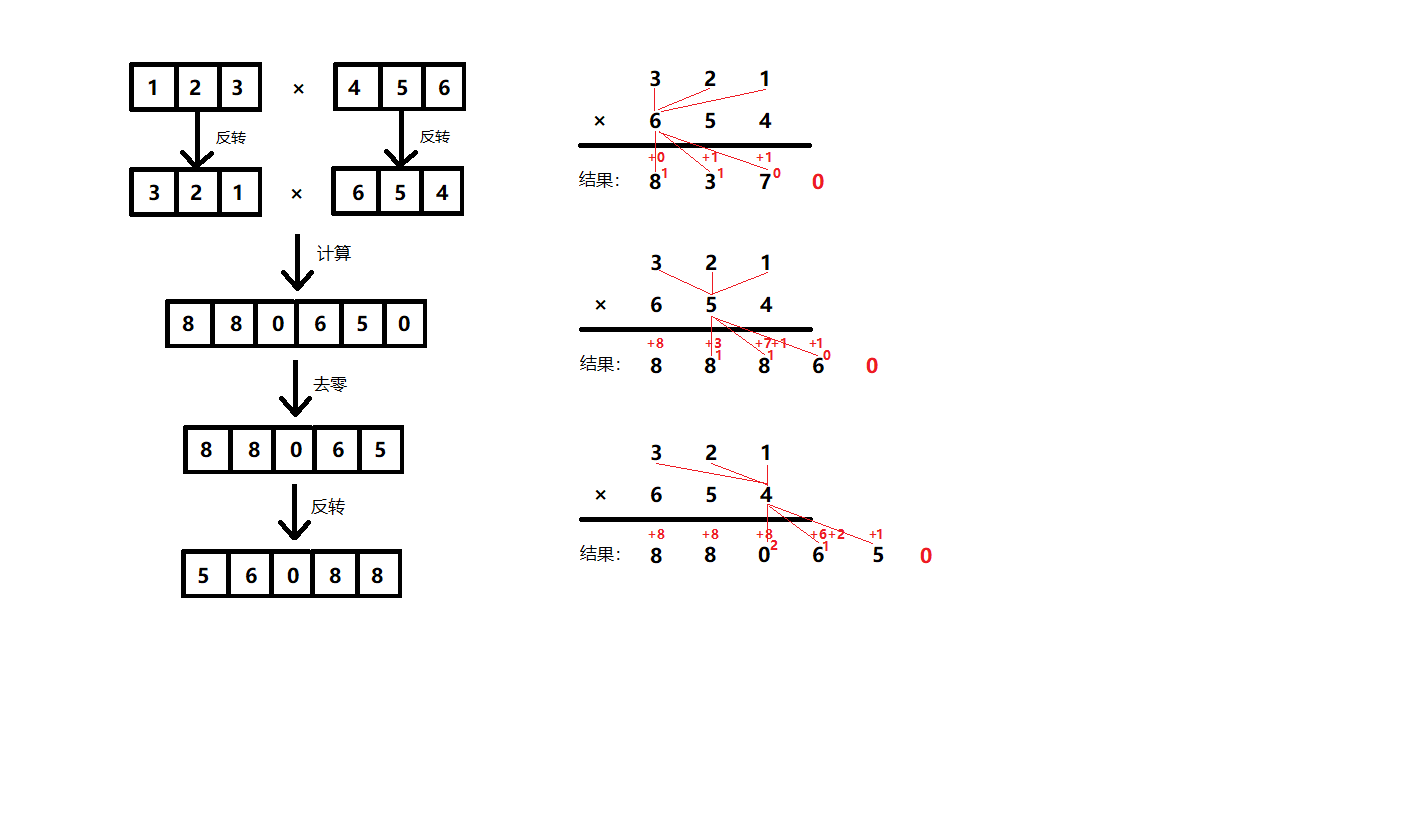 1 2 3 × 4 5 6
反转 反转
3 2 1 × 6 5 4
计算
8 8 0 6 5 0
去零
8 8 0 6 5
反转
5 6 0 8 8
3 2 1
× 6 5 4
+0 +1 +1
结果: 8 1 3 1 7 0 0
3 2 1
× 6 5 4
+8 +3 +7+1 +1
结果: 8 8 1 8 1 6 0 0
3 2 1
× 6 5 4
+8 +8 +8 +6+2 +1
结果: 8 8 0 2 6 1 5 0